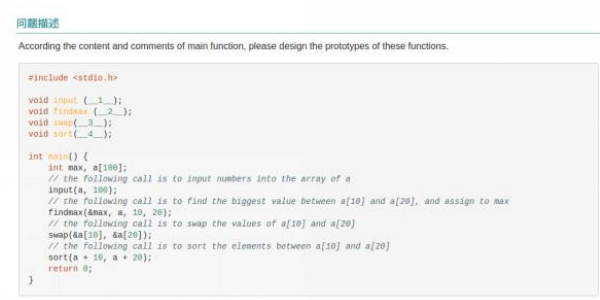 问题描述
According the content and comments of main function, please design the prototypes of these functions.
#include <stdio.h>
void input (__1__);
void findmax (__2__);
void swap(__3__);
void sort(__4__);
int main() {
int max, a[100];
// the following call is to input numbers into the array of a
input(a, 100);
// the following call is to find the biggest value between a[10] and a[20], and assign to max
findmax(&max, a, 10, 20);
// the following call is to swap the values of a[10] and a[20]
swap(&a[10], &a[20]);
// the following call is to sort the elements between a[10] and a[20]
sort(a + 10, a + 20);
return 0;
}